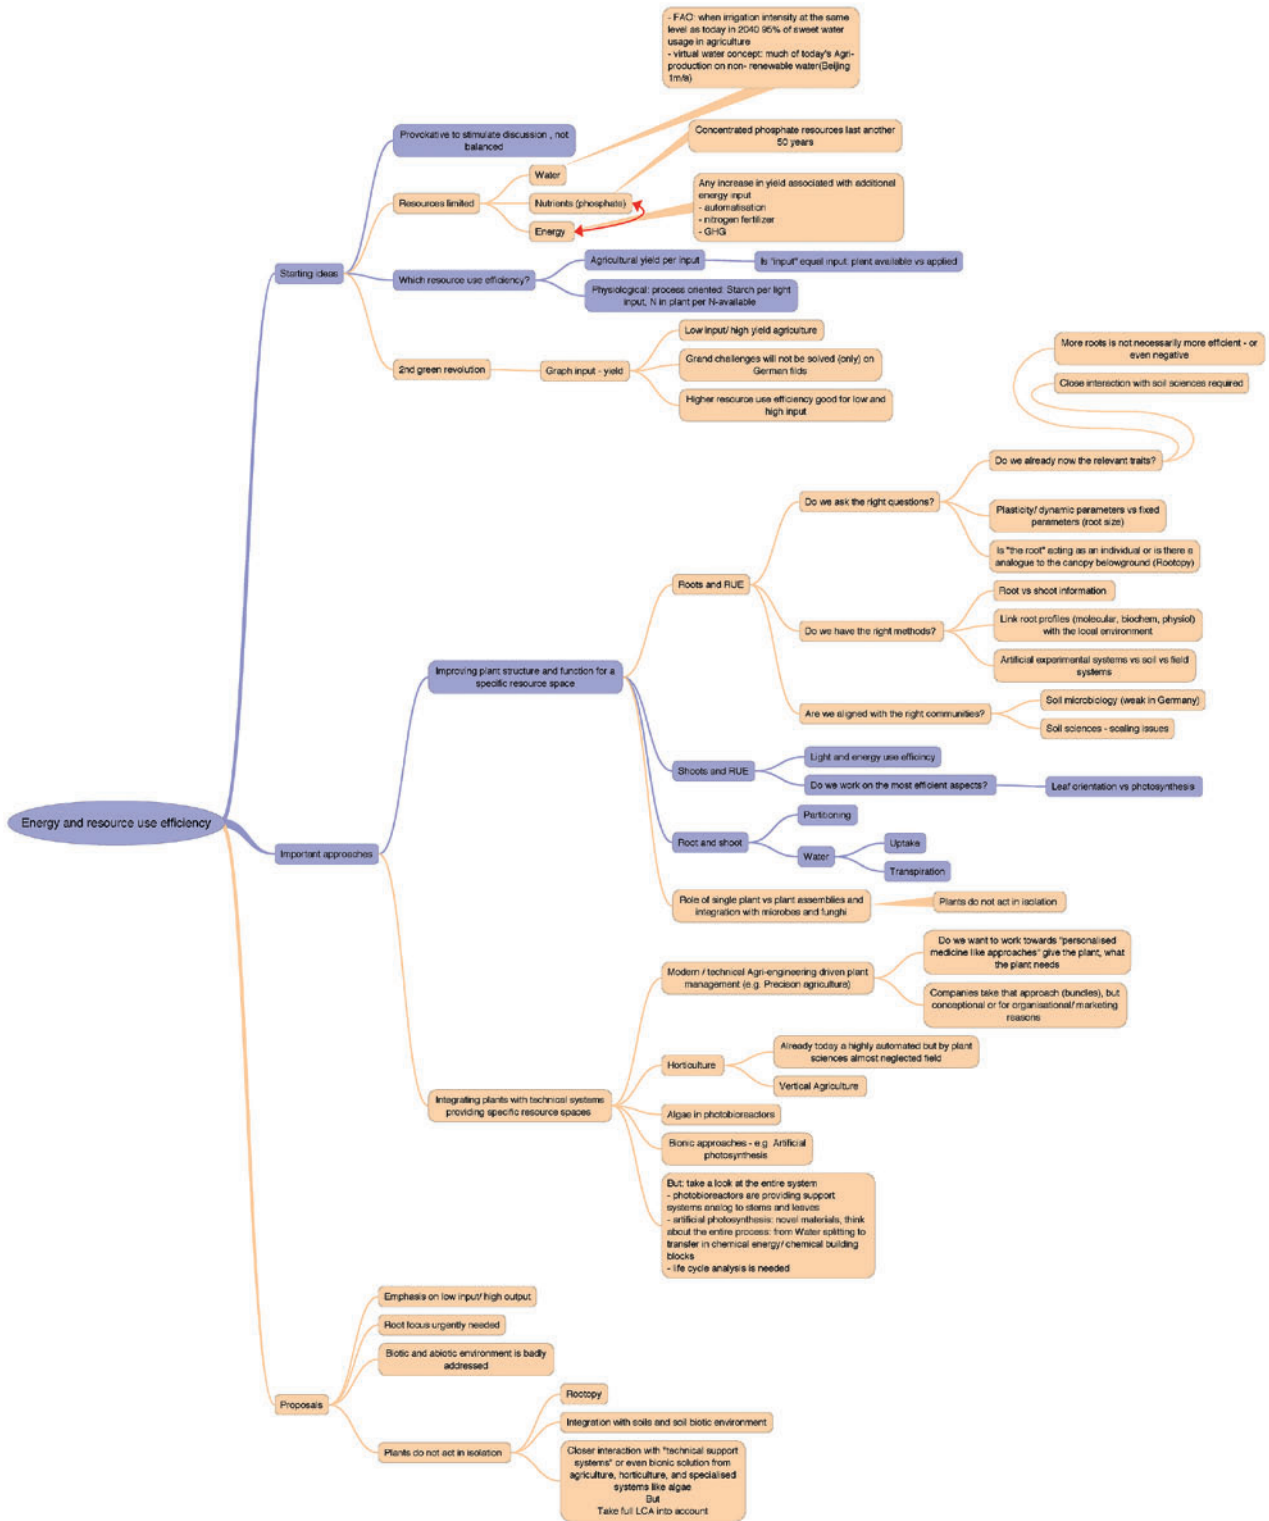 - FAO: when irrigation intensity at the same
level as today in 2040 95% of sweet water
usage in agriculture
- virtual water concept: much of today's Agri-
production on non- renewable water(Beijing
1m/a)
Provokative to stimulate discussion , not
balanced
Concentrated phosphate resources last another
50 years
Water
Resources limited
Nutrients (phosphate)
Energy
Any increase in yield associated with additional
energy input
- automatisation
- nitrogen fertilizer
- GHG
Starting ideas
Which resource use efficiency?
Agricultural yield per input
Is "input" equal input: plant available vs applied
Physiological: process oriented: Starch per light
input, N in plant per N-available
2nd green revolution
Graph input - yield
Low input/ high yield agriculture
Grand challenges will not be solved (only) on
German filds
Higher resource use efficiency good for low and
high input
More roots is not necessarily more efficient - or
even negative
Close interaction with soil sciences required
Do we already now the relevant traits?
Do we ask the right questions?
Plasticity/ dynamic parameters vs fixed
parameters (root size)
Is "the root" acting as an individual or is there a
analogue to the canopy belowground (Rootopy)
Roots and RUE
Root vs shoot information
Do we have the right methods?
Link root profiles (molecular, biochem, physiol)
with the local environment
Artificial experimental systems vs soil vs field
systems
Improving plant structure and function for a
specific resource space
Are we aligned with the right communities?
Soil microbiology (weak in Germany)
Soil sciences - scaling issues
Shoots and RUE
Light and energy use efficincy
Do we work on the most efficient aspects?
Leaf orientation vs photosynthesis
Energy and resource use efficiency
Important approaches
Root and shoot
Partitioning
Water
Uptake
Transpiration
Role of single plant vs plant assemblies and
integration with microbes and funghi
Plants do not act in isolation
Modern / technical Agri-engineering driven plant
management (e.g. Precison agriculture)
Do we want to work towards "personalised
medicine like approaches" give the plant, what
the plant needs
Companies take that approach (bundles), but
conceptional or for organisational/ marketing
reasons
Horticulture
Already today a highly automated but by plant
sciences almost neglected field
Vertical Agriculture
Integrating plants with technical systems
providing specific resource spaces
Algae in photobioreactors
Bionic approaches - e.g Artificial
photosynthesis
But: take a look at the entire system
- photobioreactors are providing support
systems analog to stems and leaves
- artificial photosynthesis: novel materials, think
about the entire process: from Water splitting to
transfer in chemical energy/ chemical building
blocks
- life cycle analysis is needed
Emphasis on low input/ high output
Root focus urgently needed
Biotic and abiotic environment is badly
addressed
Proposals
Plants do not act in isolation
Rootopy
Integration with soils and soil biotic environment
Closer interaction with "technical support
systems" or even bionic solution from
agriculture, horticulture, and specialised
systems like algae
But
Take full LCA into account